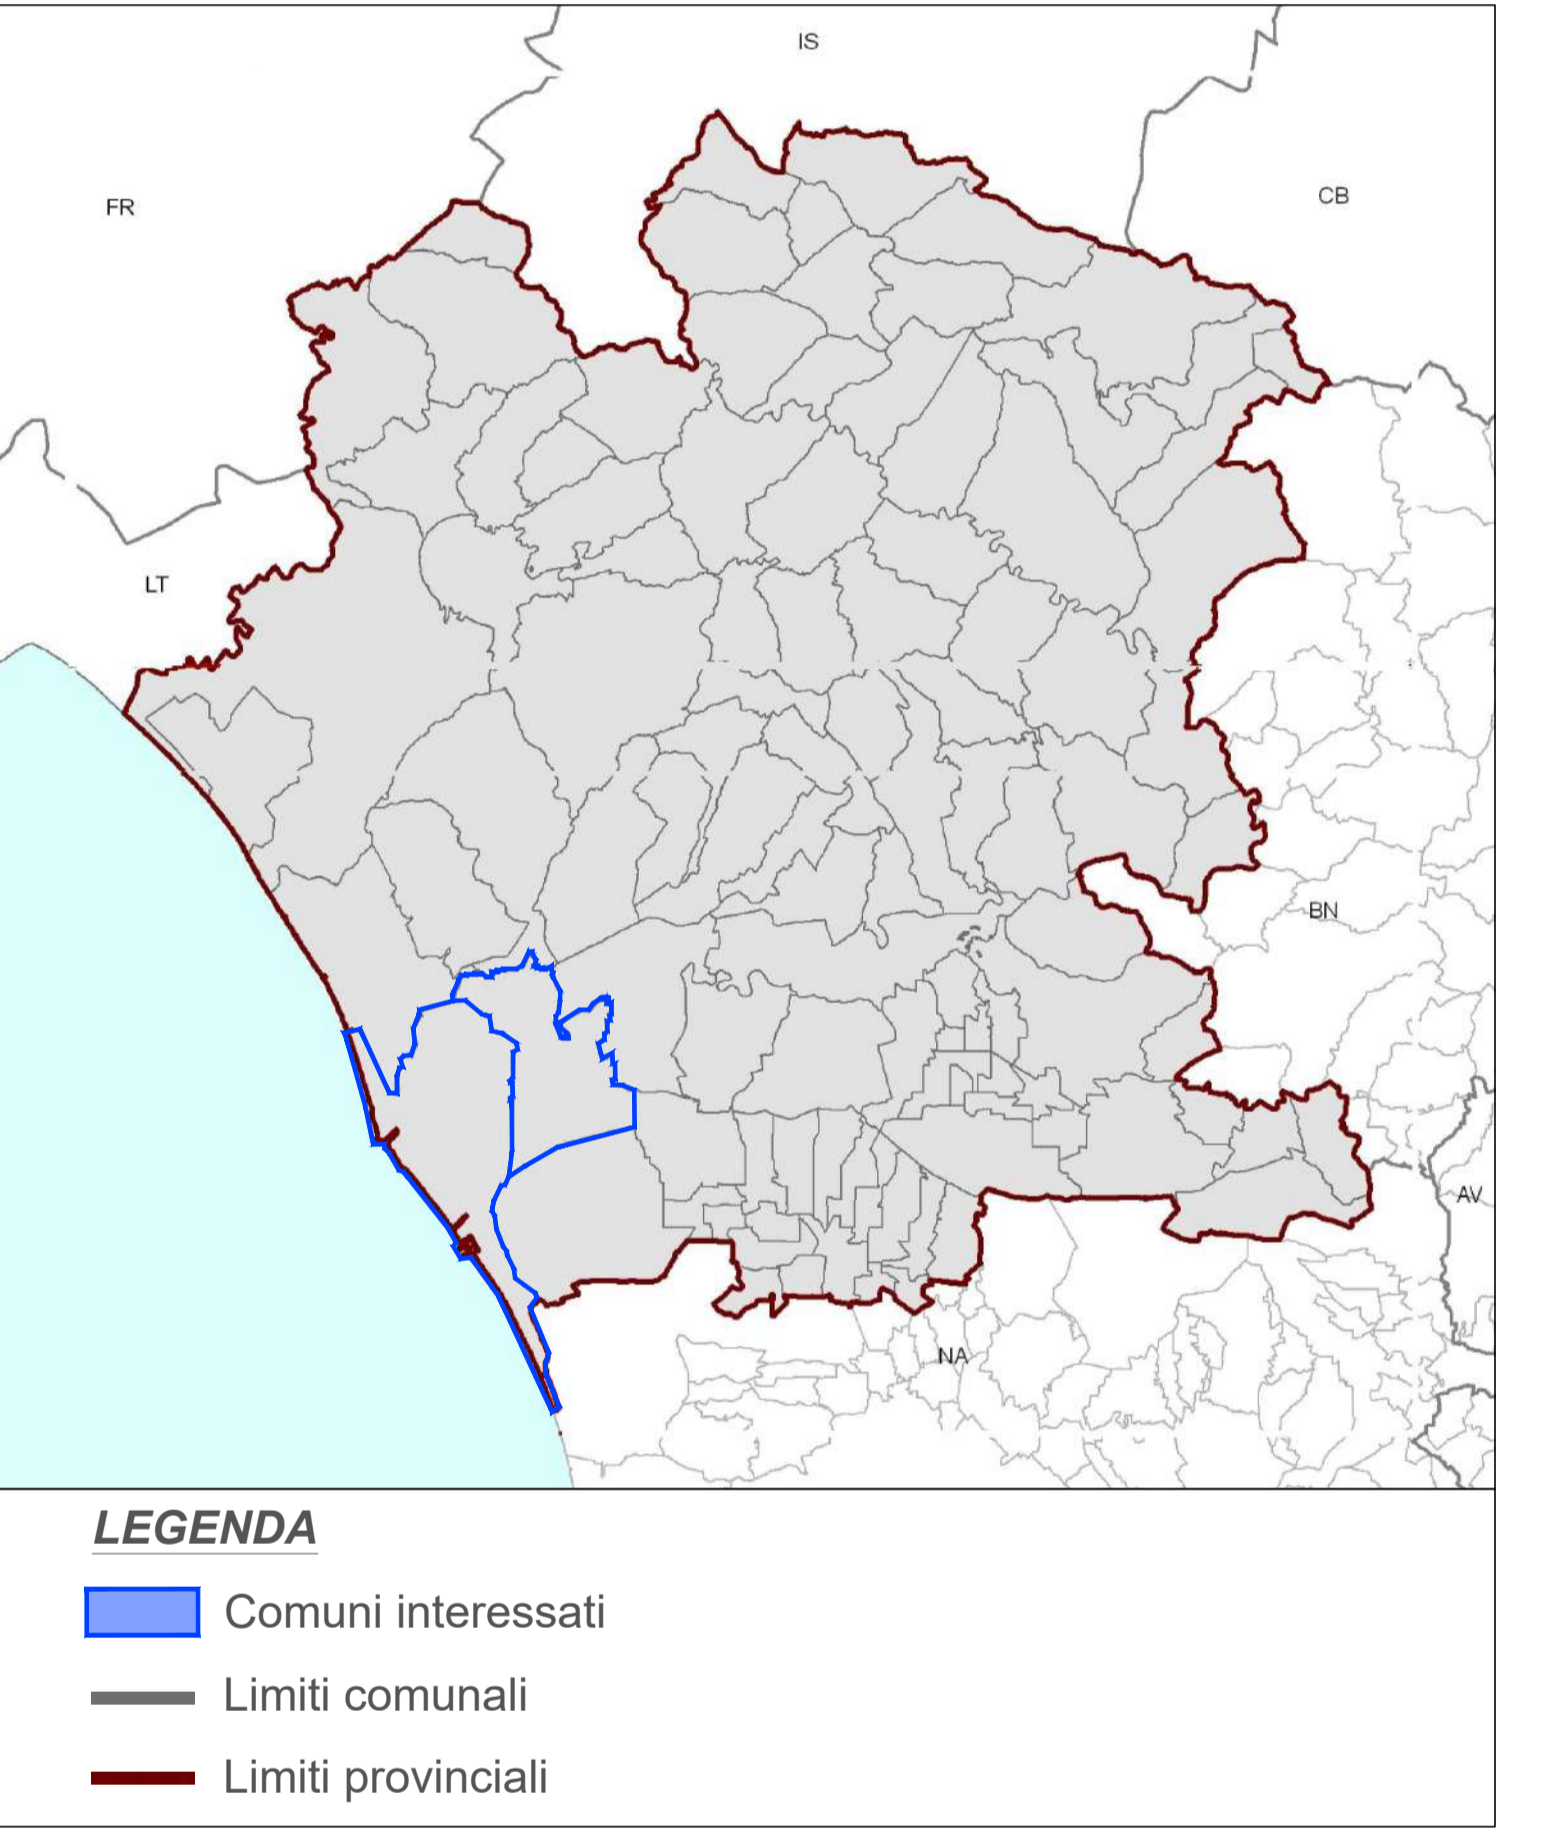 IS
CB
FR
LT
BN
AV
NA
LEGENDA
Comuni interessati
Limiti comunali
Limiti provinciali